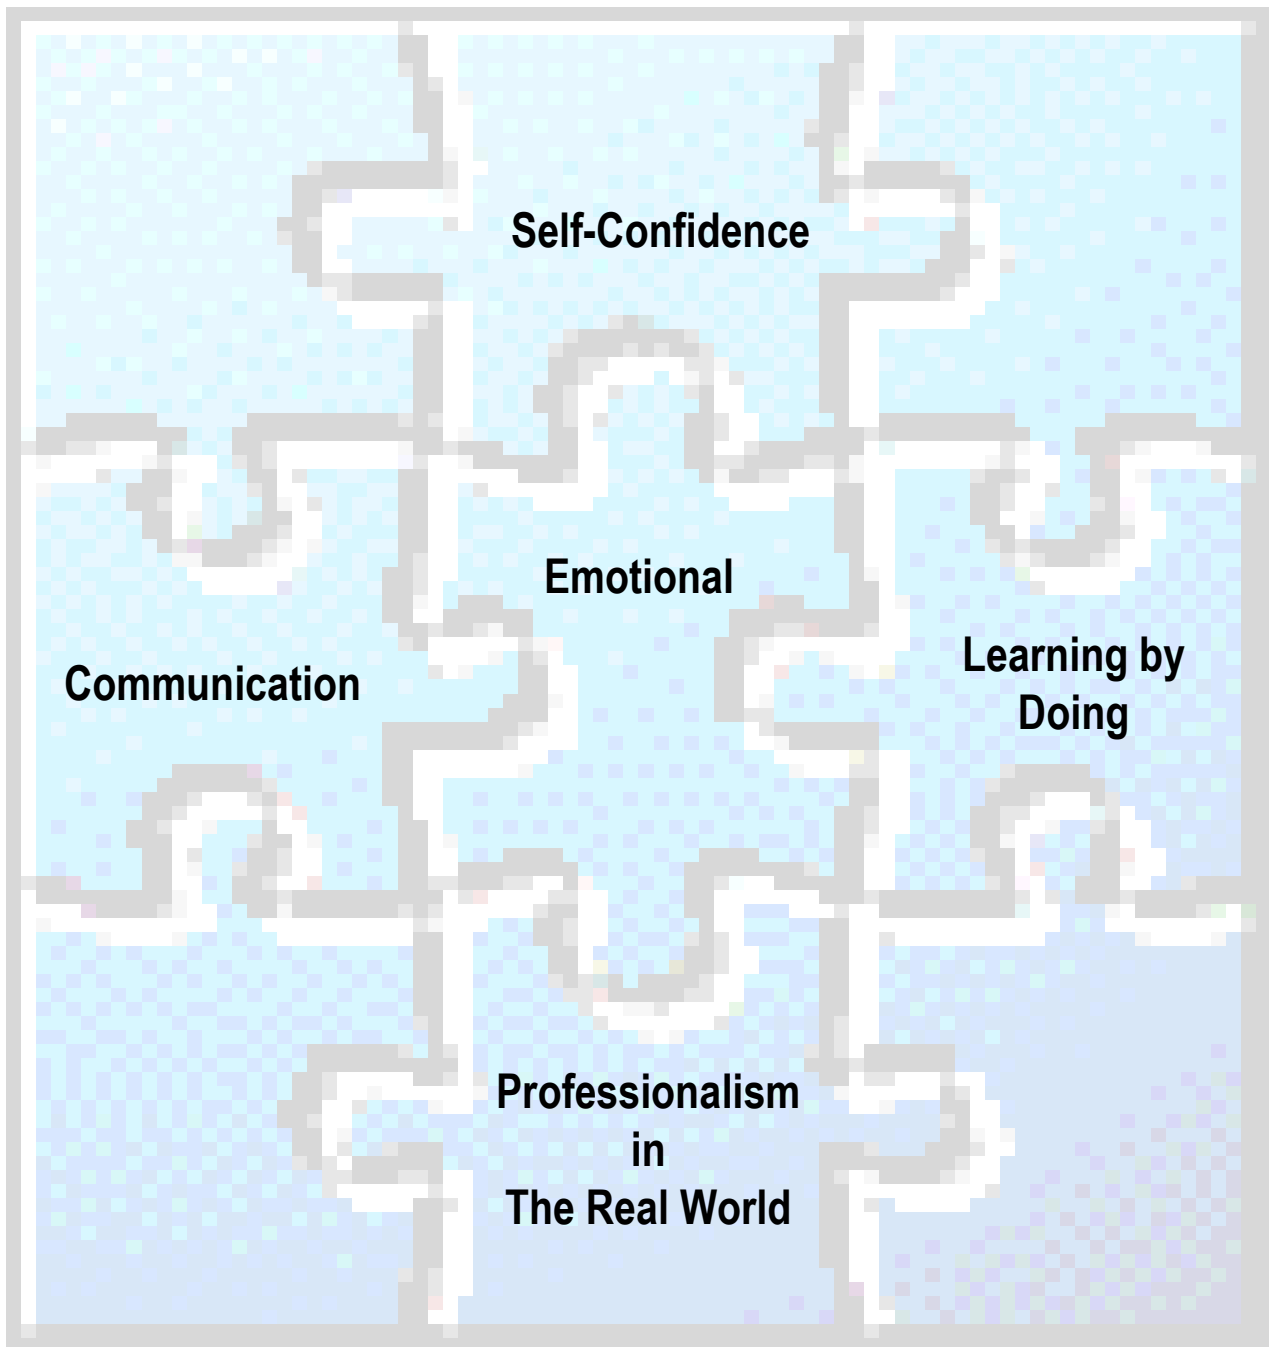 Self-Confidence
Emotional
Communication
Learning by
Doing
Professionalism
in
The Real World